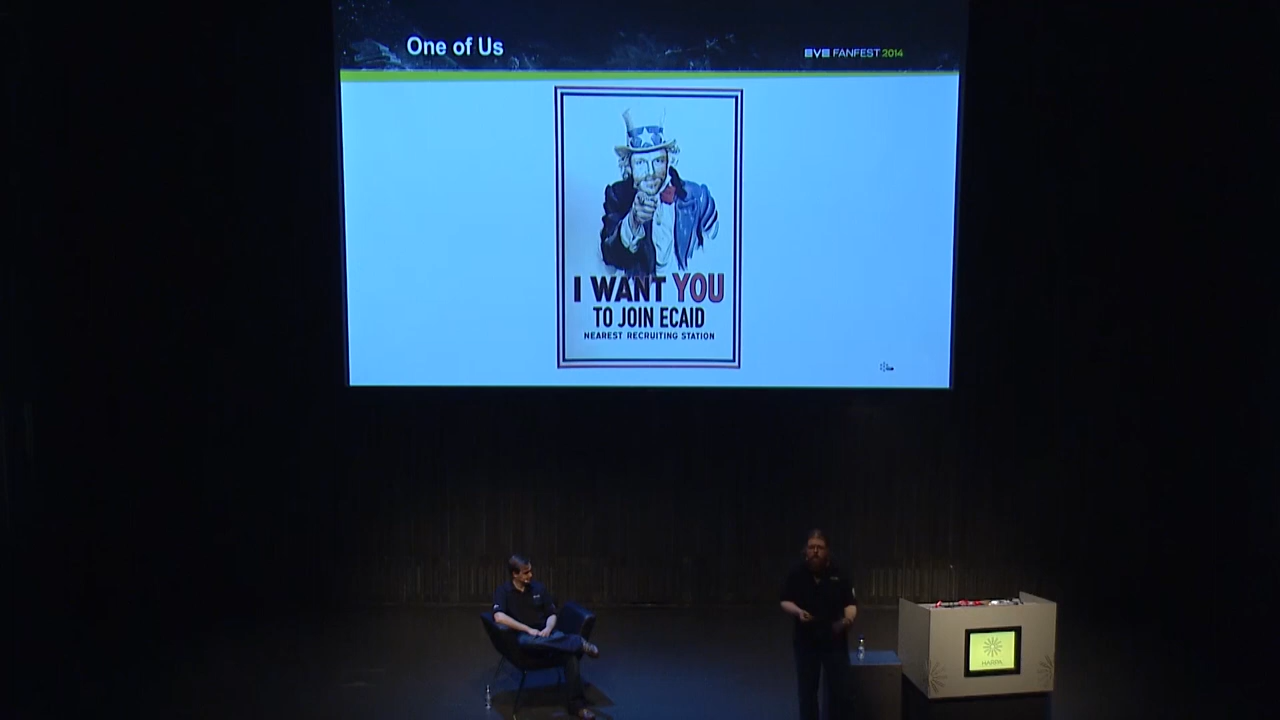 One of Us
EVE FANFEST 2014
I WANT YOU
TO JOIN ECAID
NEAREST RECRUITING STATION
HARPA